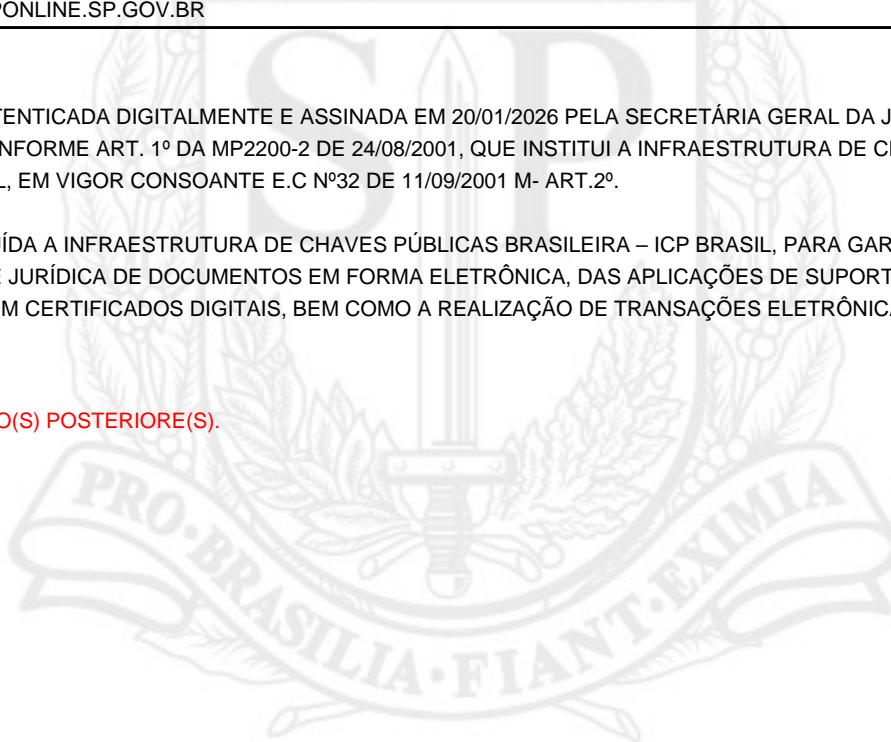 PONLINE.SP.GOV.BR
TENTICADA DIGITALMENTE E ASSINADA EM 20/01/2026 PELA SECRETÁRIA GERAL DA J
NFORME ART. 1º DA MP2200-2 DE 24/08/2001, QUE INSTITUI A INFRAESTRUTURA DE C
L, EM VIGOR CONSOANTE E.C Nº32 DE 11/09/2001 M- ART.2º.
ÍDA A INFRAESTRUTURA DE CHAVES PÚBLICAS BRASILEIRA – ICP BRASIL, PARA GAR
E JURÍDICA DE DOCUMENTOS EM FORMA ELETRÔNICA, DAS APLICAÇÕES DE SUPORT
M CERTIFICADOS DIGITAIS, BEM COMO A REALIZAÇÃO DE TRANSAÇÕES ELETRÔNICA
O(S) POSTERIORE(S).
SP
PRO·BRASILIA·FIANT·EXIMIA